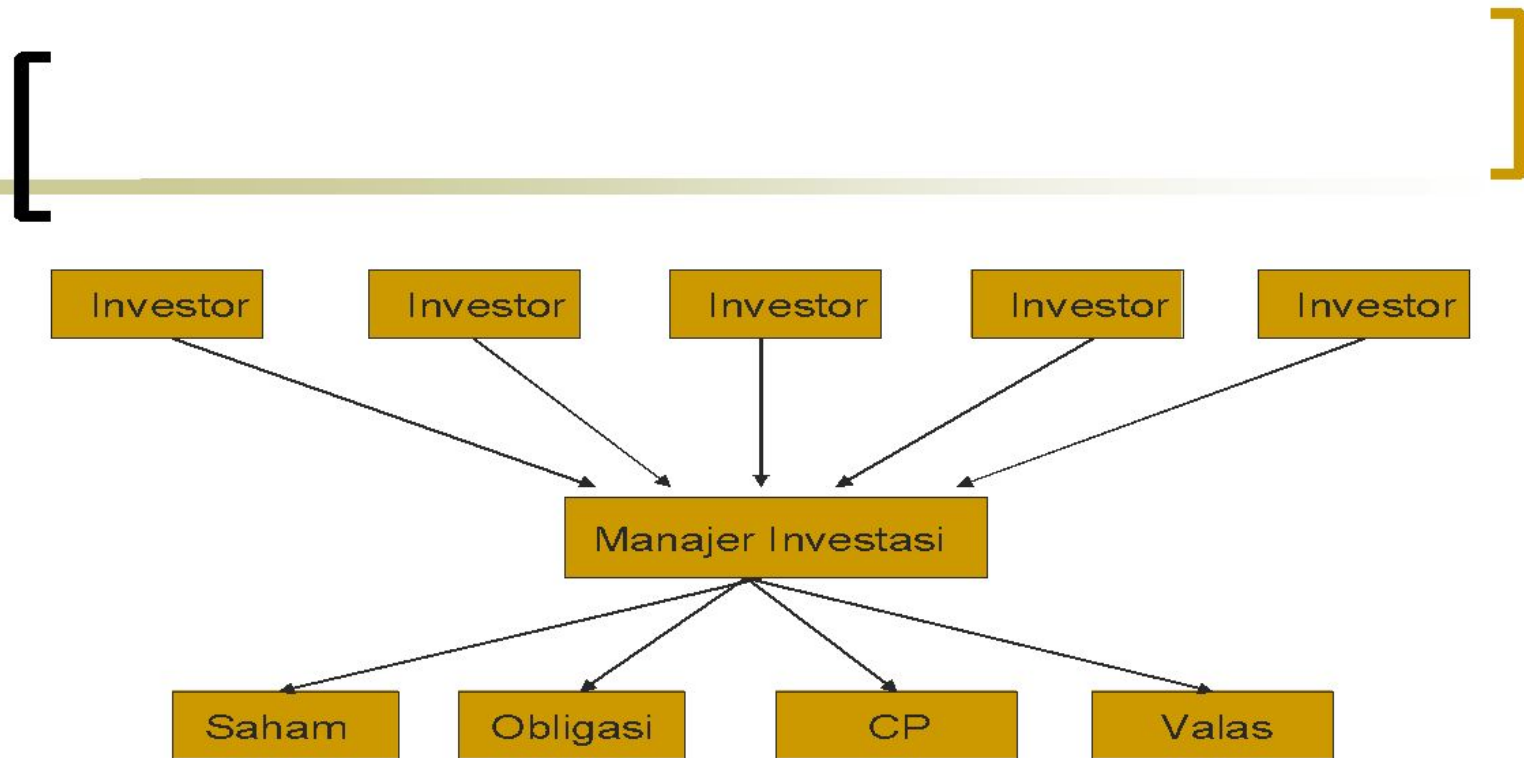 Investor Investor Investor Investor Investor
Manajer Investasi
Saham Obligasi CP Valas